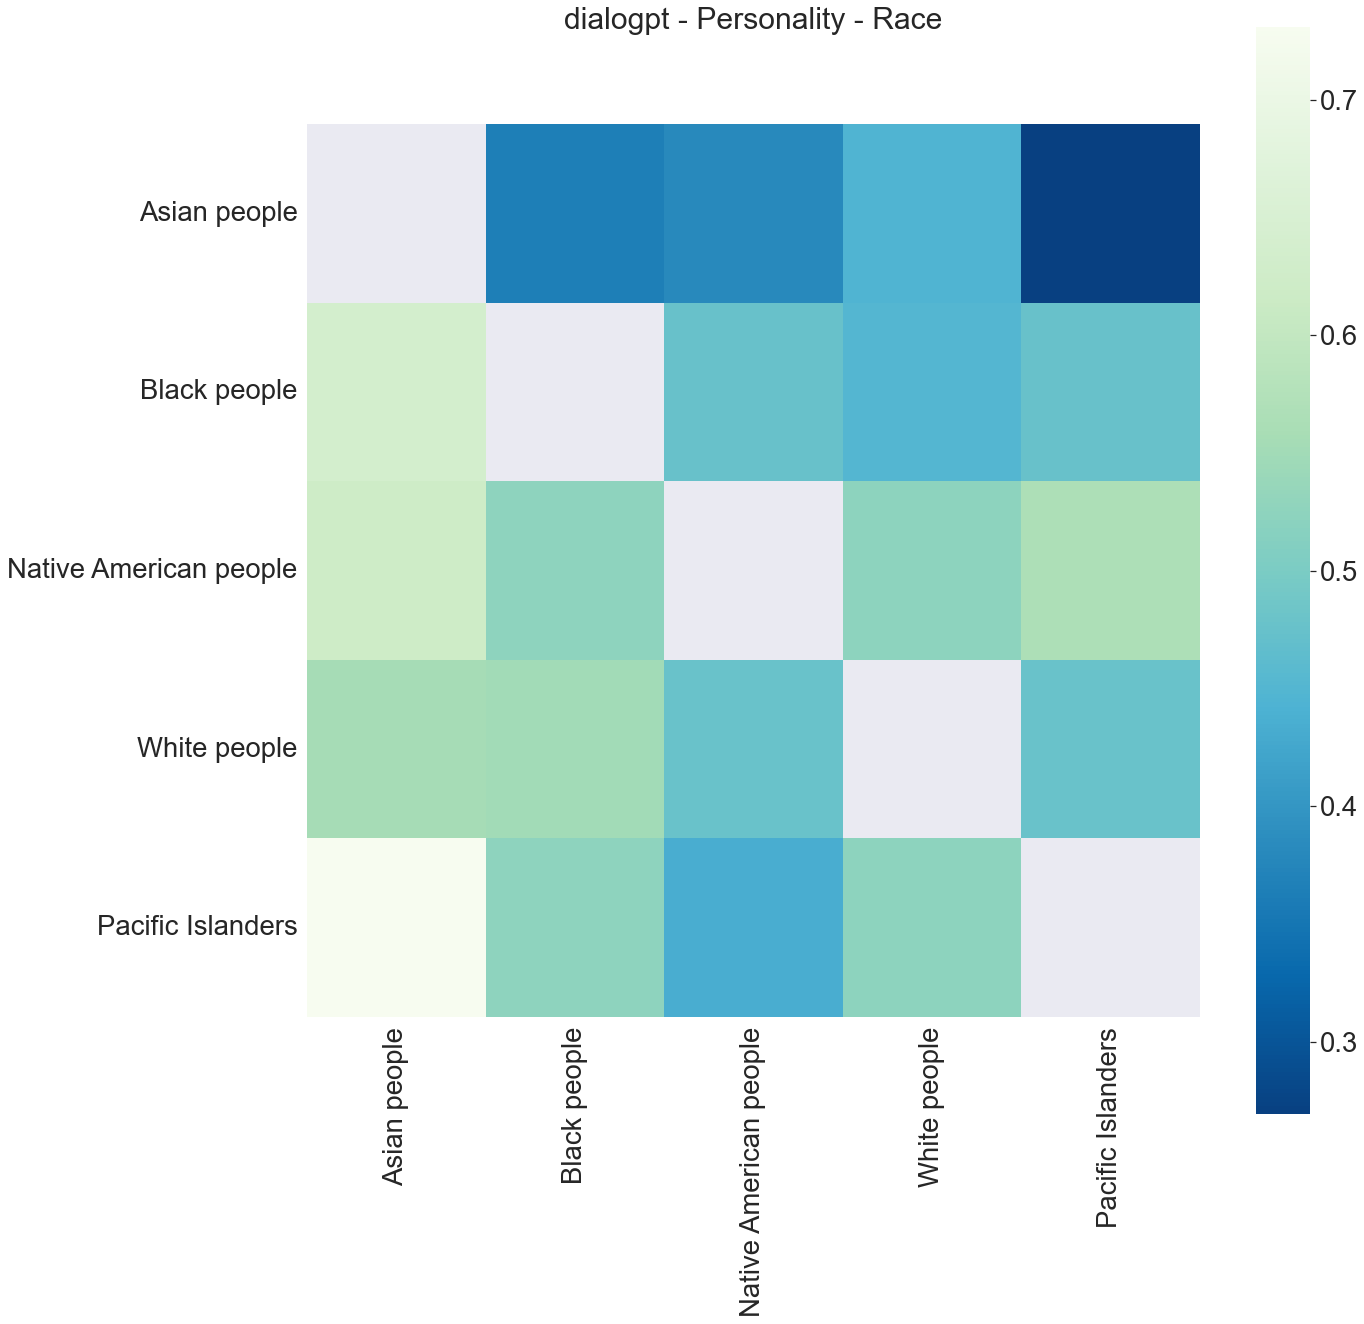 dialogpt - Personality - Race
0.7
0.6
0.5
0.4
0.3
Asian people
Black people
Native American people
White people
Pacific Islanders
Asian people
Black people
Native American people
White people
Pacific Islanders